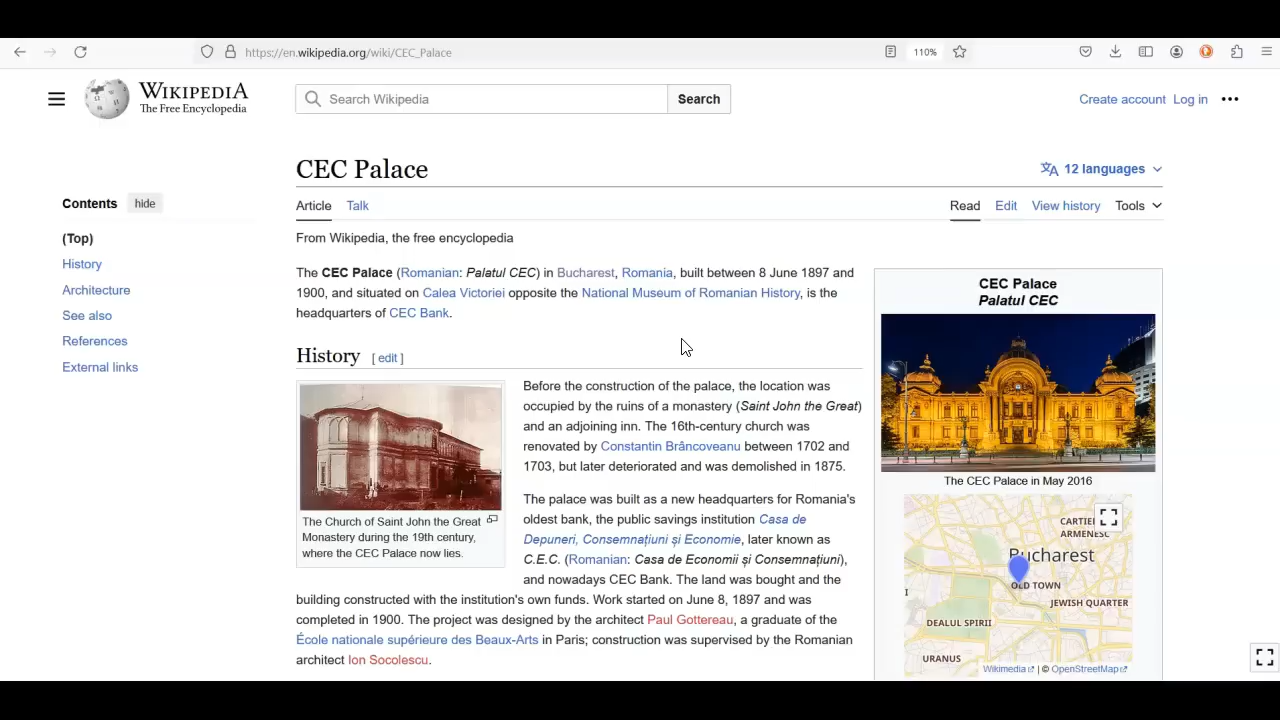 https://en.wikipedia.org/wiki/CEC_Palace
110%
WIKIPEDIA
The Free Encyclopedia
Search Wikipedia
Search
Create account Log in
CEC Palace
12 languages
Contents hide
Article Talk
Read Edit View history Tools
(Top)
History
Architecture
See also
References
External links
From Wikipedia, the free encyclopedia
The CEC Palace (Romanian: Palatul CEC) in Bucharest, Romania, built between 8 June 1897 and
1900, and situated on Calea Victoriei opposite the National Museum of Romanian History, is the
headquarters of CEC Bank.
History [ edit ]
The Church of Saint John the Great
Monastery during the 19th century,
where the CEC Palace now lies.
Before the construction of the palace, the location was
occupied by the ruins of a monastery (Saint John the Great)
and an adjoining inn. The 16th-century church was
renovated by Constantin Brâncoveanu between 1702 and
1703, but later deteriorated and was demolished in 1875.
The palace was built as a new headquarters for Romania's
oldest bank, the public savings institution Casa de
Depuneri, Consemnațiuni și Economie, later known as
C.E.C. (Romanian: Casa de Economii și Consemnațiuni),
and nowadays CEC Bank. The land was bought and the
building constructed with the institution's own funds. Work started on June 8, 1897 and was
completed in 1900. The project was designed by the architect Paul Gottereau, a graduate of the
École nationale supérieure des Beaux-Arts in Paris; construction was supervised by the Romanian
architect Ion Socolescu.
CEC Palace
Palatul CEC
The CEC Palace in May 2016
CARTIE
ARMENESC
Bucharest
OLD TOWN
JEWISH QUARTER
DEALUL SPIRII
URANUS
Wikimedia | © OpenStreetMap